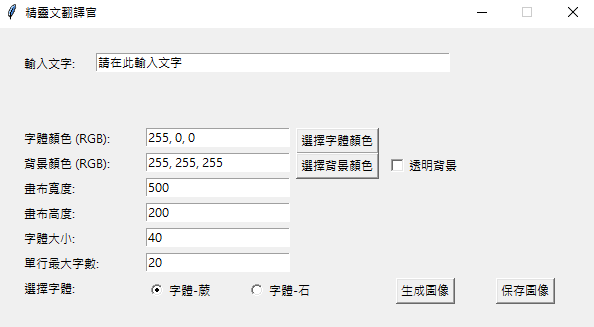 精靈文翻譯官
輸入文字: 請在此輸入文字
字體顏色 (RGB): 255, 0, 0 選擇字體顏色
背景顏色 (RGB): 255, 255, 255 選擇背景顏色 透明背景
畫布寬度: 500
畫布高度: 200
字體大小: 40
單行最大字數: 20
選擇字體: 字體-蕨 字體-石 生成圖像 保存圖像